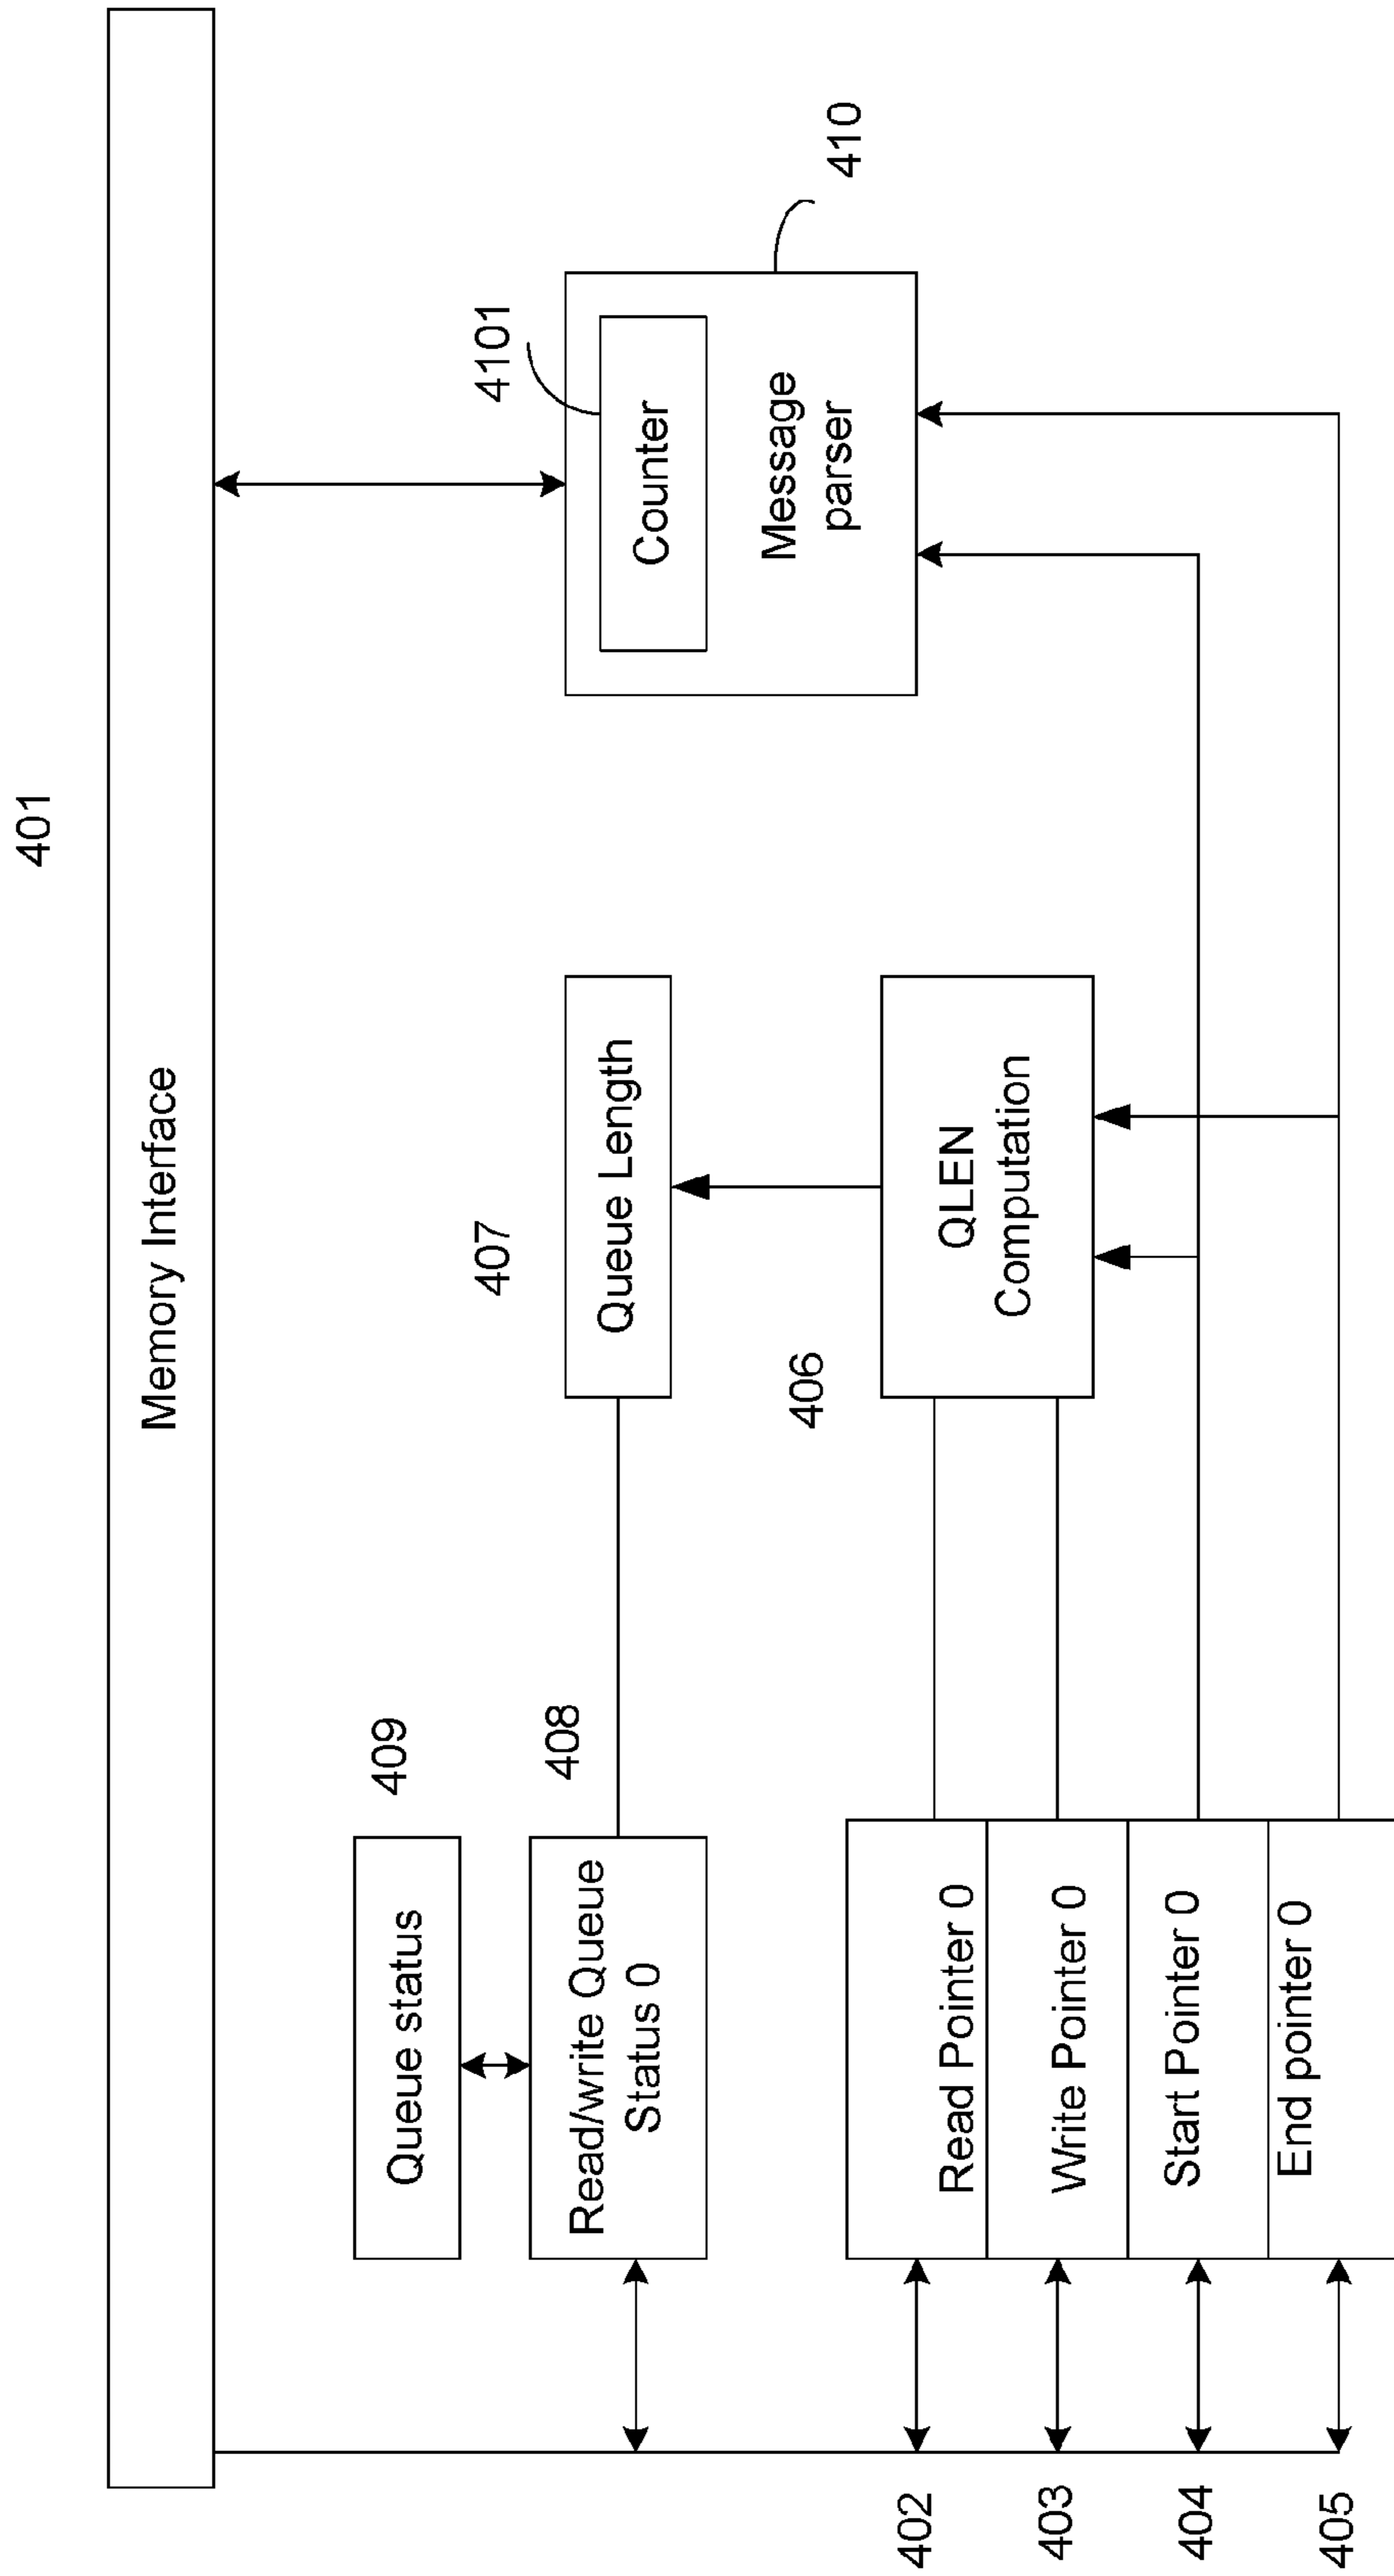 401
Memory Interface
409
Queue status
408
Read/write Queue
Status 0
407
Queue Length
4101
Counter
Message
parser
410
406
QLEN
Computation
402
Read Pointer 0
403
Write Pointer 0
404
Start Pointer 0
405
End pointer 0